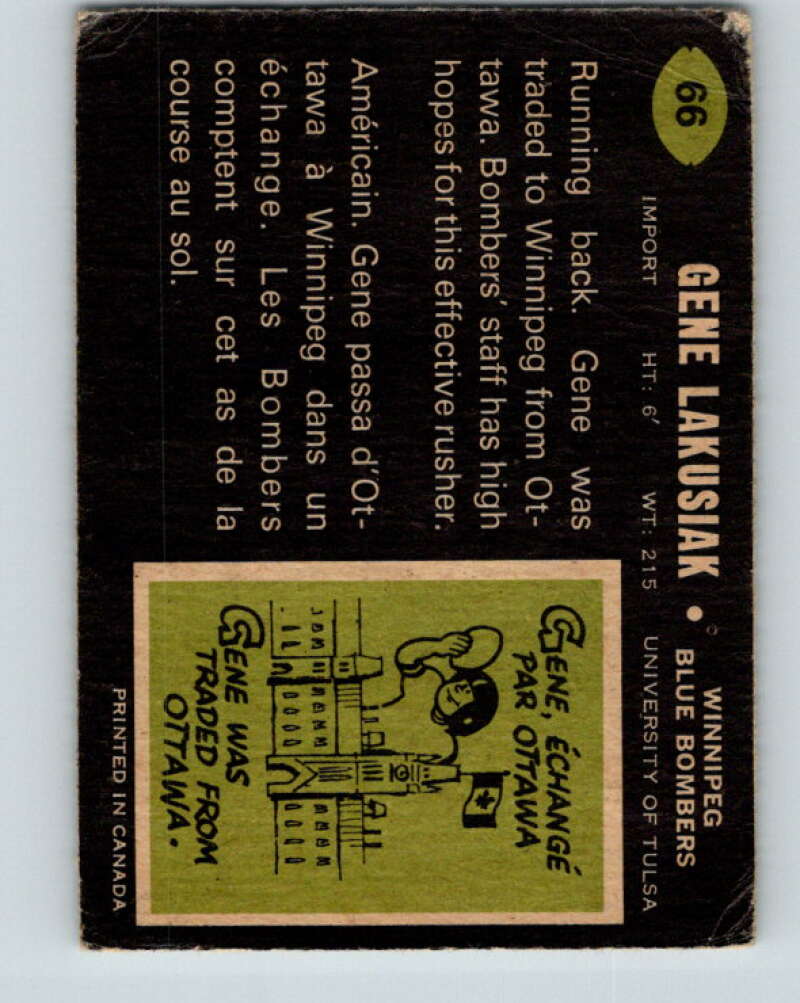 66
GENE LAKUSIAK •
©
WINNIPEG
BLUE BOMBERS
IMPORT HT: 6' WT: 215 UNIVERSITY OF TULSA
Running back. Gene was
traded to Winnipeg from Ot-
tawa. Bombers' staff has high
hopes for this effective rusher.
Américain. Gene passa d'Ot-
tawa à Winnipeg dans un
échange. Les Bombers
comptent sur cet as de la
course au sol.
GENE, ÉCHANGÉ
PAR OTTAWA
GENE WAS
TRADED FROM
OTTAWA.
PRINTED IN CANADA